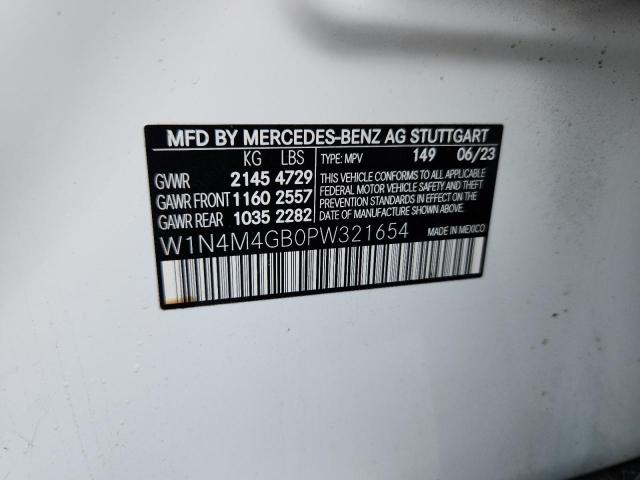 MFD BY MERCEDES-BENZ AG STUTTGART
KG LBS TYPE: MPV 149 06/23
GVWR 2145 4729
GAWR FRONT 1160 2557
GAWR REAR 1035 2282
THIS VEHICLE CONFORMS TO ALL APPLICABLE
FEDERAL MOTOR VEHICLE SAFETY AND THEFT
PREVENTION STANDARDS IN EFFECT ON THE
DATE OF MANUFACTURE SHOWN ABOVE.
W1N4M4GB0PW321654 MADE IN MEXICO